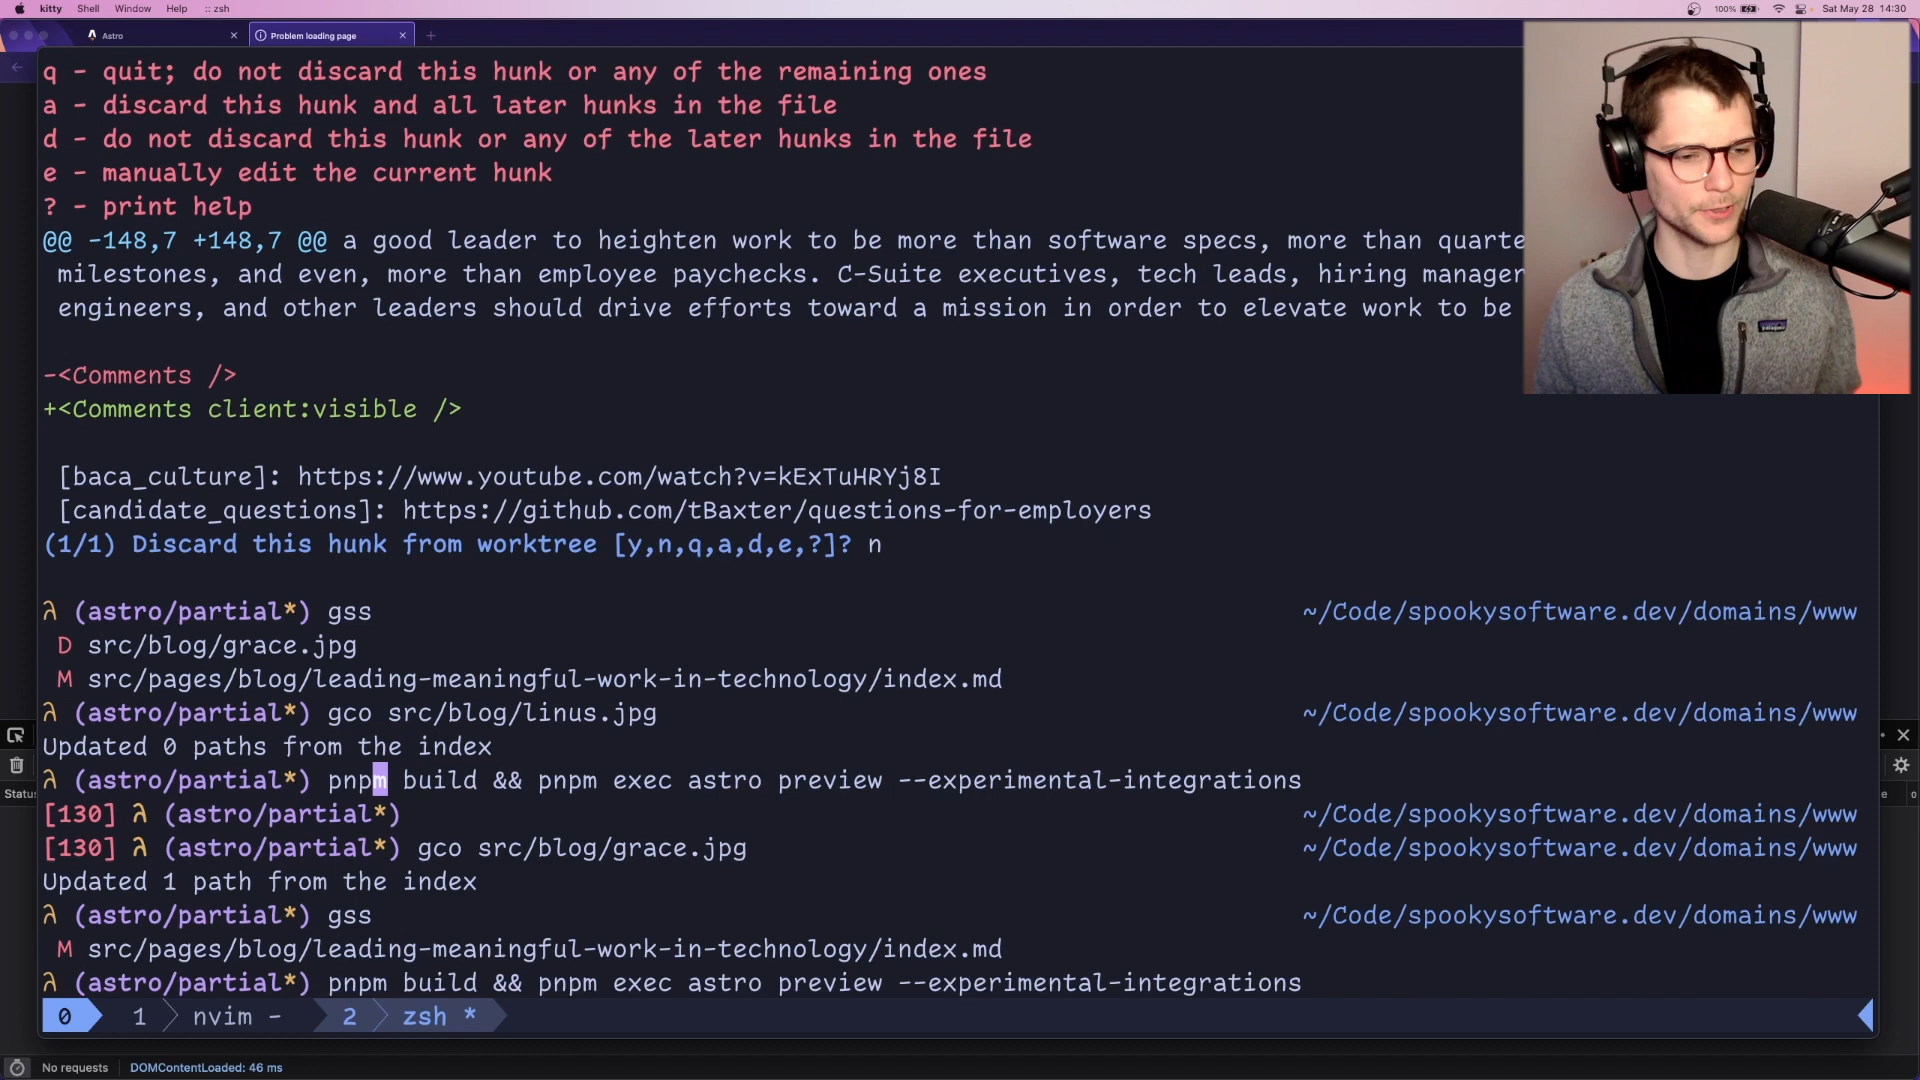 kitty Shell Window Help :: zsh 100% Sat May 28 14:30
Astro Problem loading page
q - quit; do not discard this hunk or any of the remaining ones
a - discard this hunk and all later hunks in the file
d - do not discard this hunk or any of the later hunks in the file
e - manually edit the current hunk
? - print help
@@ -148,7 +148,7 @@ a good leader to heighten work to be more than software specs, more than quarte
milestones, and even, more than employee paychecks. C-Suite executives, tech leads, hiring manager
engineers, and other leaders should drive efforts toward a mission in order to elevate work to be
patagonia
-<Comments />
+<Comments client:visible />
[baca_culture]: https://www.youtube.com/watch?v=kExTuHRYj8I
[candidate_questions]: https://github.com/tBaxter/questions-for-employers
(1/1) Discard this hunk from worktree [y,n,q,a,d,e,?]? n
λ (astro/partial*) gss ~/Code/spookysoftware.dev/domains/www
D src/blog/grace.jpg
M src/pages/blog/leading-meaningful-work-in-technology/index.md
λ (astro/partial*) gco src/blog/linus.jpg ~/Code/spookysoftware.dev/domains/www
Updated 0 paths from the index
λ (astro/partial*) pnpm build && pnpm exec astro preview --experimental-integrations
Status
[130] λ (astro/partial*) ~/Code/spookysoftware.dev/domains/www
[130] λ (astro/partial*) gco src/blog/grace.jpg ~/Code/spookysoftware.dev/domains/www
Updated 1 path from the index
λ (astro/partial*) gss ~/Code/spookysoftware.dev/domains/www
M src/pages/blog/leading-meaningful-work-in-technology/index.md
λ (astro/partial*) pnpm build && pnpm exec astro preview --experimental-integrations
0 1 nvim - 2 zsh *
No requests DOMContentLoaded: 46 ms